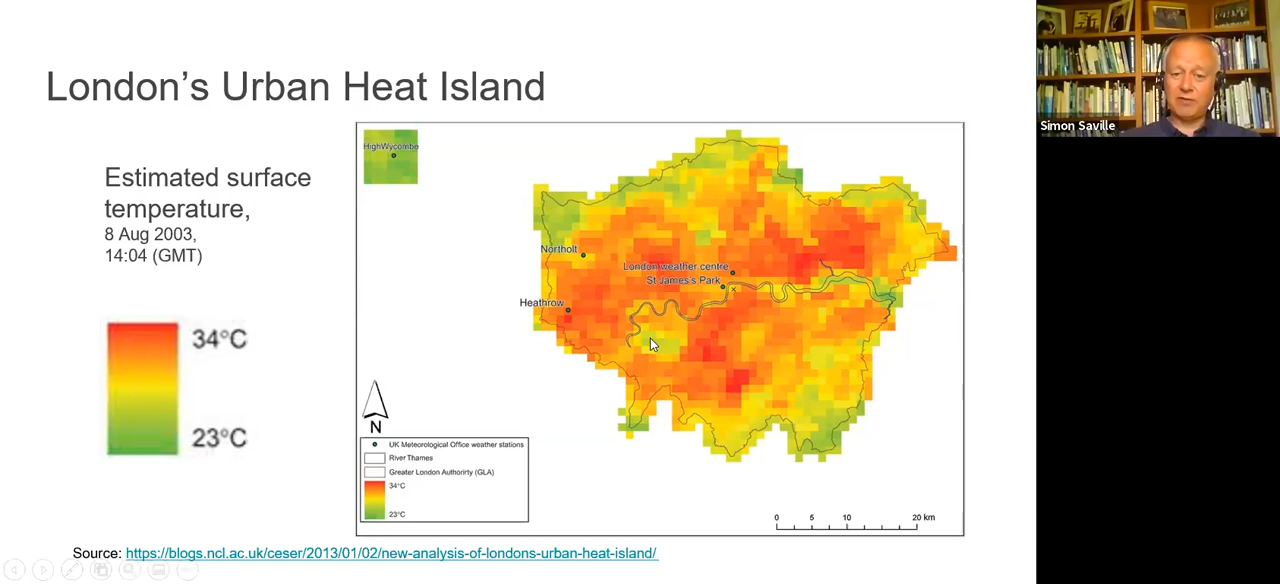 London's Urban Heat Island
Estimated surface
temperature,
8 Aug 2003,
14:04 (GMT)
34°C
23°C
HighWycombe
Northolt
London weather centre
St James's Park
Heathrow
N
UK Meteorological Office weather stations
River Thames
Greater London Authorirty (GLA)
34°C
23°C
0 5 10 20 km
Source: https://blogs.ncl.ac.uk/ceser/2013/01/02/new-analysis-of-londons-urban-heat-island/
Simon Saville